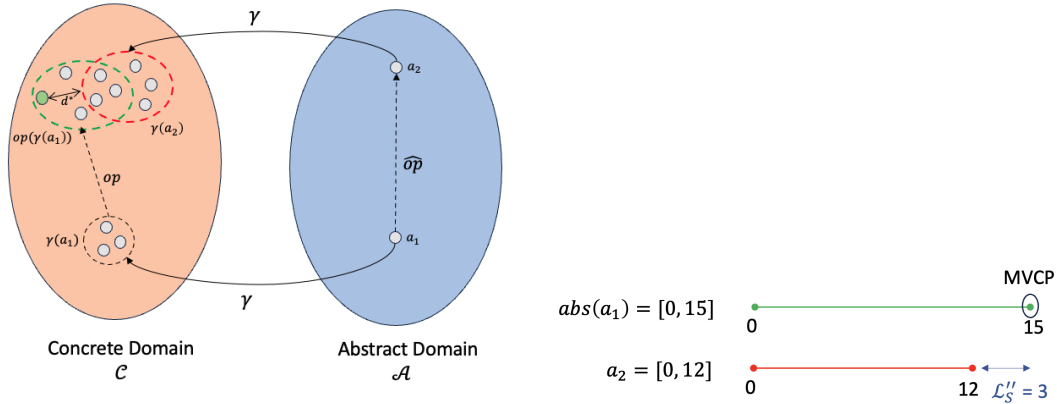 γ
a₂
d*
op(γ(a₁))
γ(a₂)
op
o͡p
γ(a₁)
a₁
γ
Concrete Domain
𝒞
Abstract Domain
𝒜
MVCP
abs(a₁) = [0, 15]
0
15
a₂ = [0, 12]
0
12
ℒ''ₛ = 3